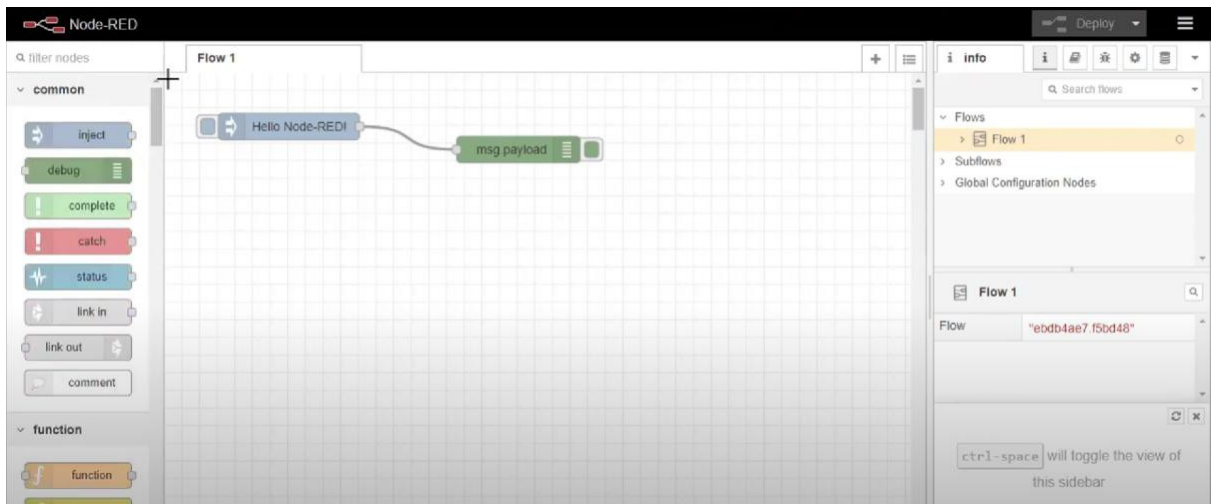 Node-RED
Deploy
filter nodes
Flow 1
i info
i
Search flows
common
inject
debug
complete
catch
status
link in
link out
comment
function
function
Hello Node-RED!
msg.payload
Flows
Flow 1
Subflows
Global Configuration Nodes
Flow 1
Flow "ebdb4ae7.f5bd48"
ctrl-space will toggle the view of
this sidebar